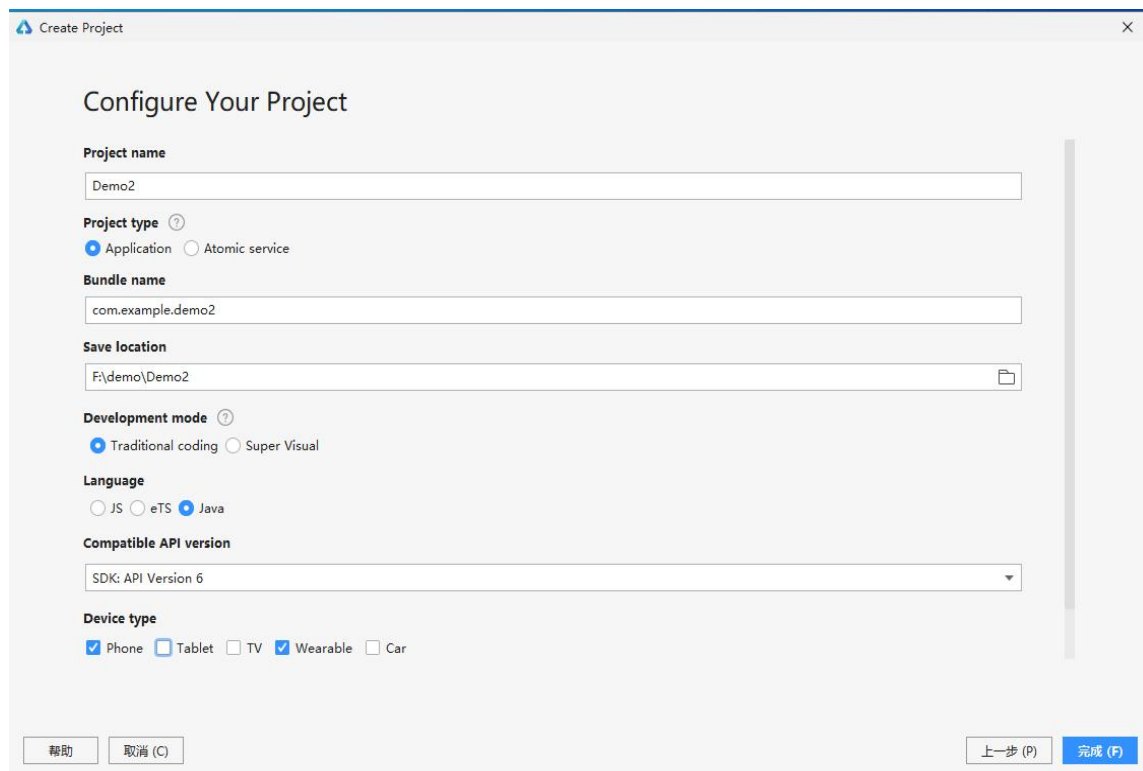 Create Project
Configure Your Project
Project name
Demo2
Project type ?
Application Atomic service
Bundle name
com.example.demo2
Save location
F:\demo\Demo2
Development mode ?
Traditional coding Super Visual
Language
JS eTS Java
Compatible API version
SDK: API Version 6
Device type
Phone Tablet TV Wearable Car
帮助 取消 (C) 上一步 (P) 完成 (F)